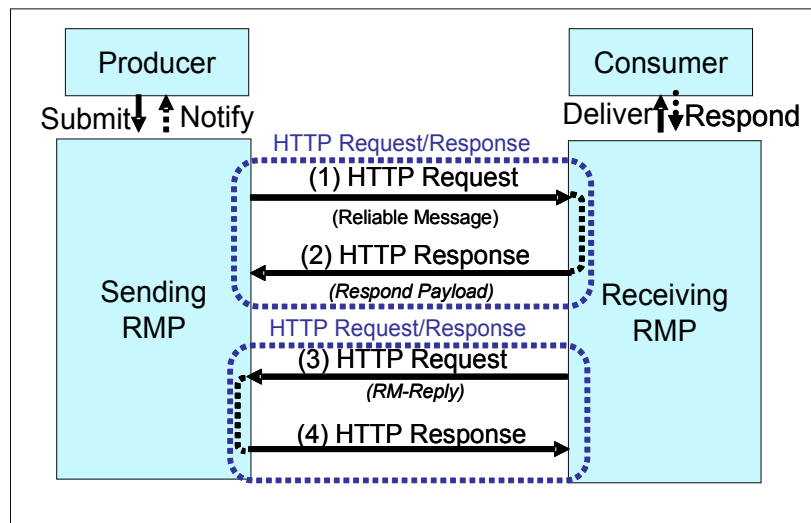 Producer
Consumer
Submit
Notify
Deliver
Respond
HTTP Request/Response
(1) HTTP Request
(Reliable Message)
(2) HTTP Response
(Respond Payload)
Sending
RMP
Receiving
RMP
HTTP Request/Response
(3) HTTP Request
(RM-Reply)
(4) HTTP Response